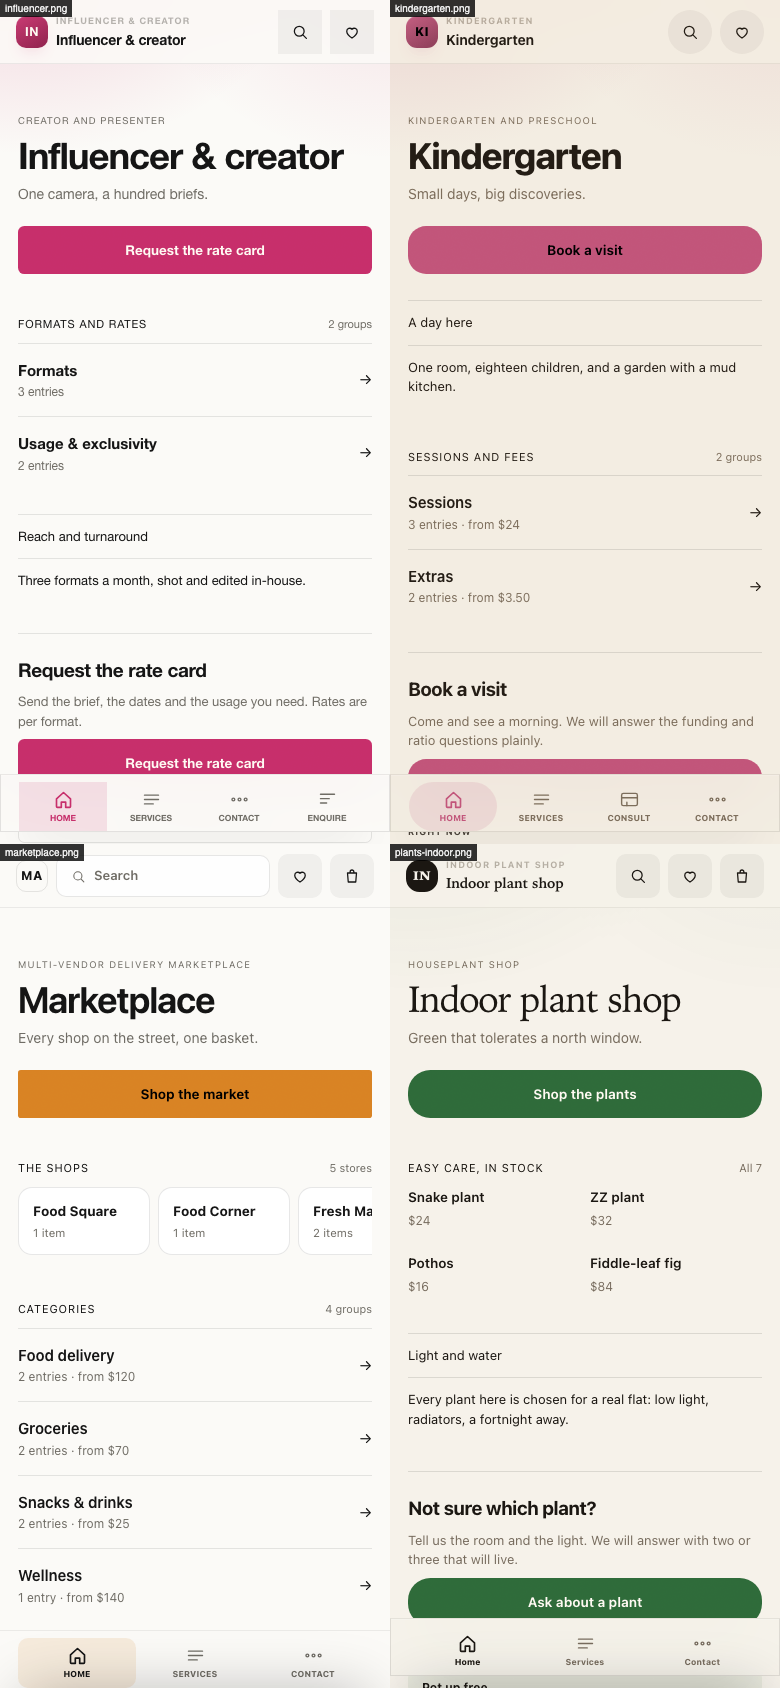 influencer.png
IN
INFLUENCER & CREATOR
Influencer & creator
CREATOR AND PRESENTER
Influencer & creator
One camera, a hundred briefs.
Request the rate card
FORMATS AND RATES
2 groups
Formats
3 entries
Usage & exclusivity
2 entries
Reach and turnaround
Three formats a month, shot and edited in-house.
Request the rate card
Send the brief, the dates and the usage you need. Rates are
per format.
Request the rate card
HOME
SERVICES
CONTACT
ENQUIRE
kindergarten.png
KI
KINDERGARTEN
Kindergarten
KINDERGARTEN AND PRESCHOOL
Kindergarten
Small days, big discoveries.
Book a visit
A day here
One room, eighteen children, and a garden with a mud
kitchen.
SESSIONS AND FEES
2 groups
Sessions
3 entries · from $24
Extras
2 entries · from $3.50
Book a visit
Come and see a morning. We will answer the funding and
ratio questions plainly.
HOME
SERVICES
CONSULT
CONTACT
RIGHT NOW
marketplace.png
MA
Search
MULTI-VENDOR DELIVERY MARKETPLACE
Marketplace
Every shop on the street, one basket.
Shop the market
THE SHOPS
5 stores
Food Square
1 item
Food Corner
1 item
Fresh Ma
2 items
CATEGORIES
4 groups
Food delivery
2 entries · from $120
Groceries
2 entries · from $70
Snacks & drinks
2 entries · from $25
Wellness
1 entry · from $140
HOME
SERVICES
CONTACT
plants-indoor.png
IN
INDOOR PLANT SHOP
Indoor plant shop
HOUSEPLANT SHOP
Indoor plant shop
Green that tolerates a north window.
Shop the plants
EASY CARE, IN STOCK
All 7
Snake plant
$24
ZZ plant
$32
Pothos
$16
Fiddle-leaf fig
$84
Light and water
Every plant here is chosen for a real flat: low light,
radiators, a fortnight away.
Not sure which plant?
Tell us the room and the light. We will answer with two or
three that will live.
Ask about a plant
Home
Services
Contact
Pot up free